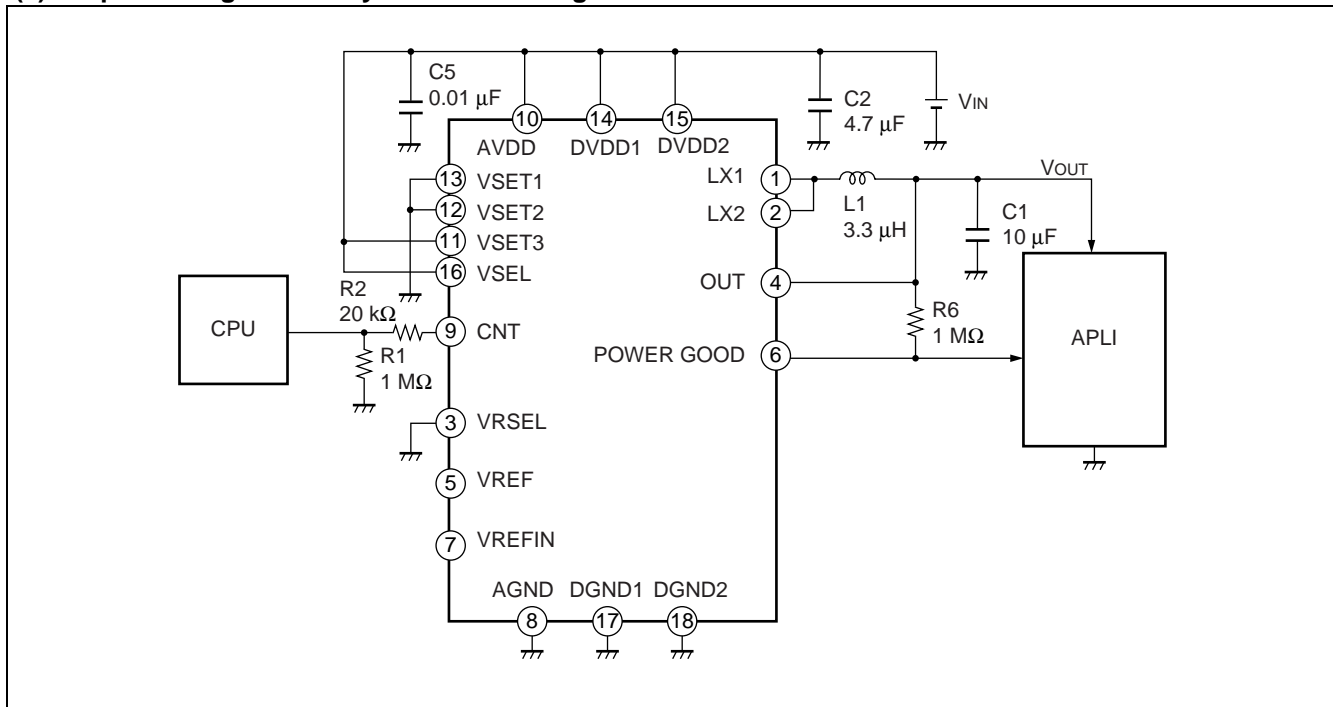 C5
0.01 μF
C2
4.7 μF
VIN
10
14
15
AVDD
DVDD1
DVDD2
13
VSET1
12
VSET2
11
VSET3
16
VSEL
LX1
1
LX2
2
L1
3.3 μH
VOUT
C1
10 μF
OUT
4
R6
1 MΩ
APLI
POWER GOOD
6
CPU
R2
20 kΩ
R1
1 MΩ
9
CNT
3
VRSEL
5
VREF
7
VREFIN
AGND
DGND1
DGND2
8
17
18